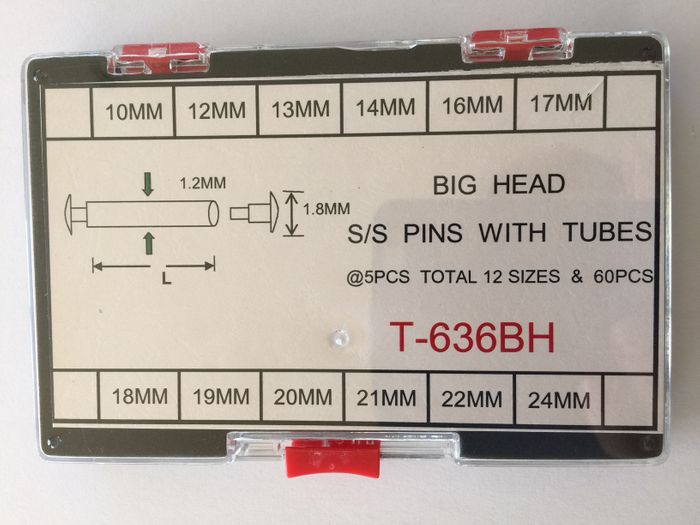 10MM 12MM 13MM 14MM 16MM 17MM
1.2MM
1.8MM
L
BIG HEAD
S/S PINS WITH TUBES
@5PCS TOTAL 12 SIZES & 60PCS
T-636BH
18MM 19MM 20MM 21MM 22MM 24MM